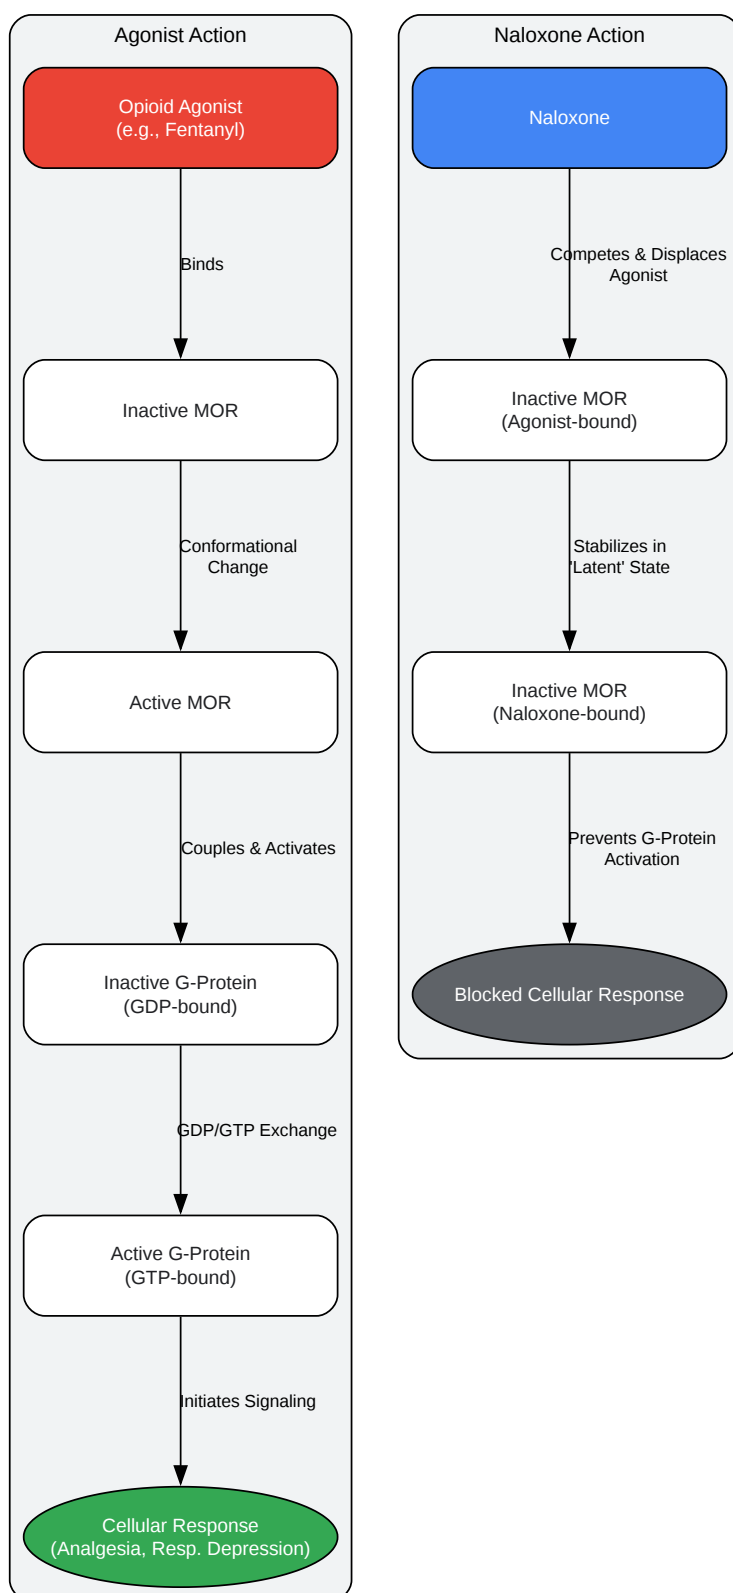 Agonist Action
Opioid Agonist
(e.g., Fentanyl)
Binds
Inactive MOR
Conformational
Change
Active MOR
Couples & Activates
Inactive G-Protein
(GDP-bound)
GDP/GTP Exchange
Active G-Protein
(GTP-bound)
Initiates Signaling
Cellular Response
(Analgesia, Resp. Depression)
Naloxone Action
Naloxone
Competes & Displaces
Agonist
Inactive MOR
(Agonist-bound)
Stabilizes in
'Latent' State
Inactive MOR
(Naloxone-bound)
Prevents G-Protein
Activation
Blocked Cellular Response